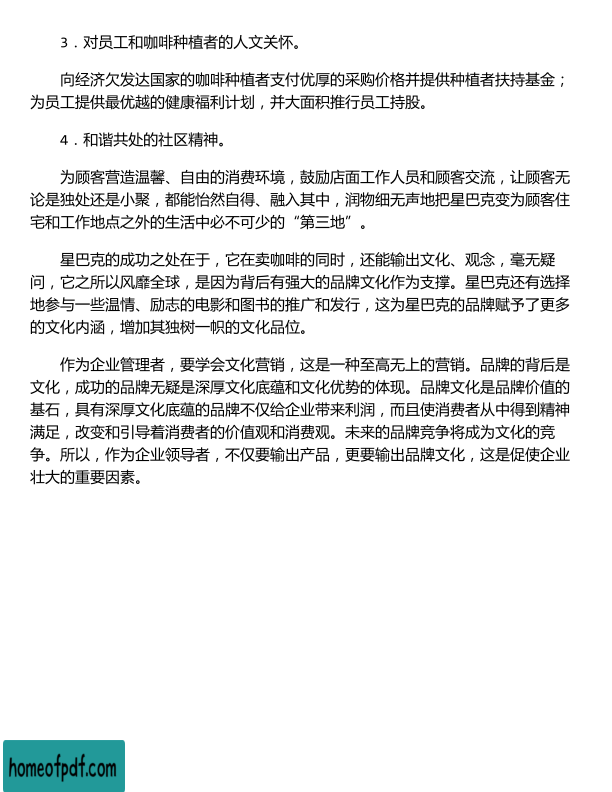 3．对员工和咖啡种植者的人文关怀。
向经济欠发达国家的咖啡种植者支付优厚的采购价格并提供种植者扶持基金；
为员工提供最优越的健康福利计划，并大面积推行员工持股。
4．和谐共处的社区精神。
为顾客营造温馨、自由的消费环境，鼓励店面工作人员和顾客交流，让顾客无
论是独处还是小聚，都能怡然自得、融入其中，润物细无声地把星巴克变为顾客住
宅和工作地点之外的生活中必不可少的“第三地”。
星巴克的成功之处在于，它在卖咖啡的同时，还能输出文化、观念，毫无疑
问，它之所以风靡全球，是因为背后有强大的品牌文化作为支撑。星巴克还有选择
地参与一些温情、励志的电影和图书的推广和发行，这为星巴克的品牌赋予了更多
的文化内涵，增加其独树一帜的文化品位。
作为企业管理者，要学会文化营销，这是一种至高无上的营销。品牌的背后是
文化，成功的品牌无疑是深厚文化底蕴和文化优势的体现。品牌文化是品牌价值的
基石，具有深厚文化底蕴的品牌不仅给企业带来利润，而且使消费者从中得到精神
满足，改变和引导着消费者的价值观和消费观。未来的品牌竞争将成为文化的竞
争。所以，作为企业领导者，不仅要输出产品，更要输出品牌文化，这是促使企业
壮大的重要因素。
homeofpdf.com